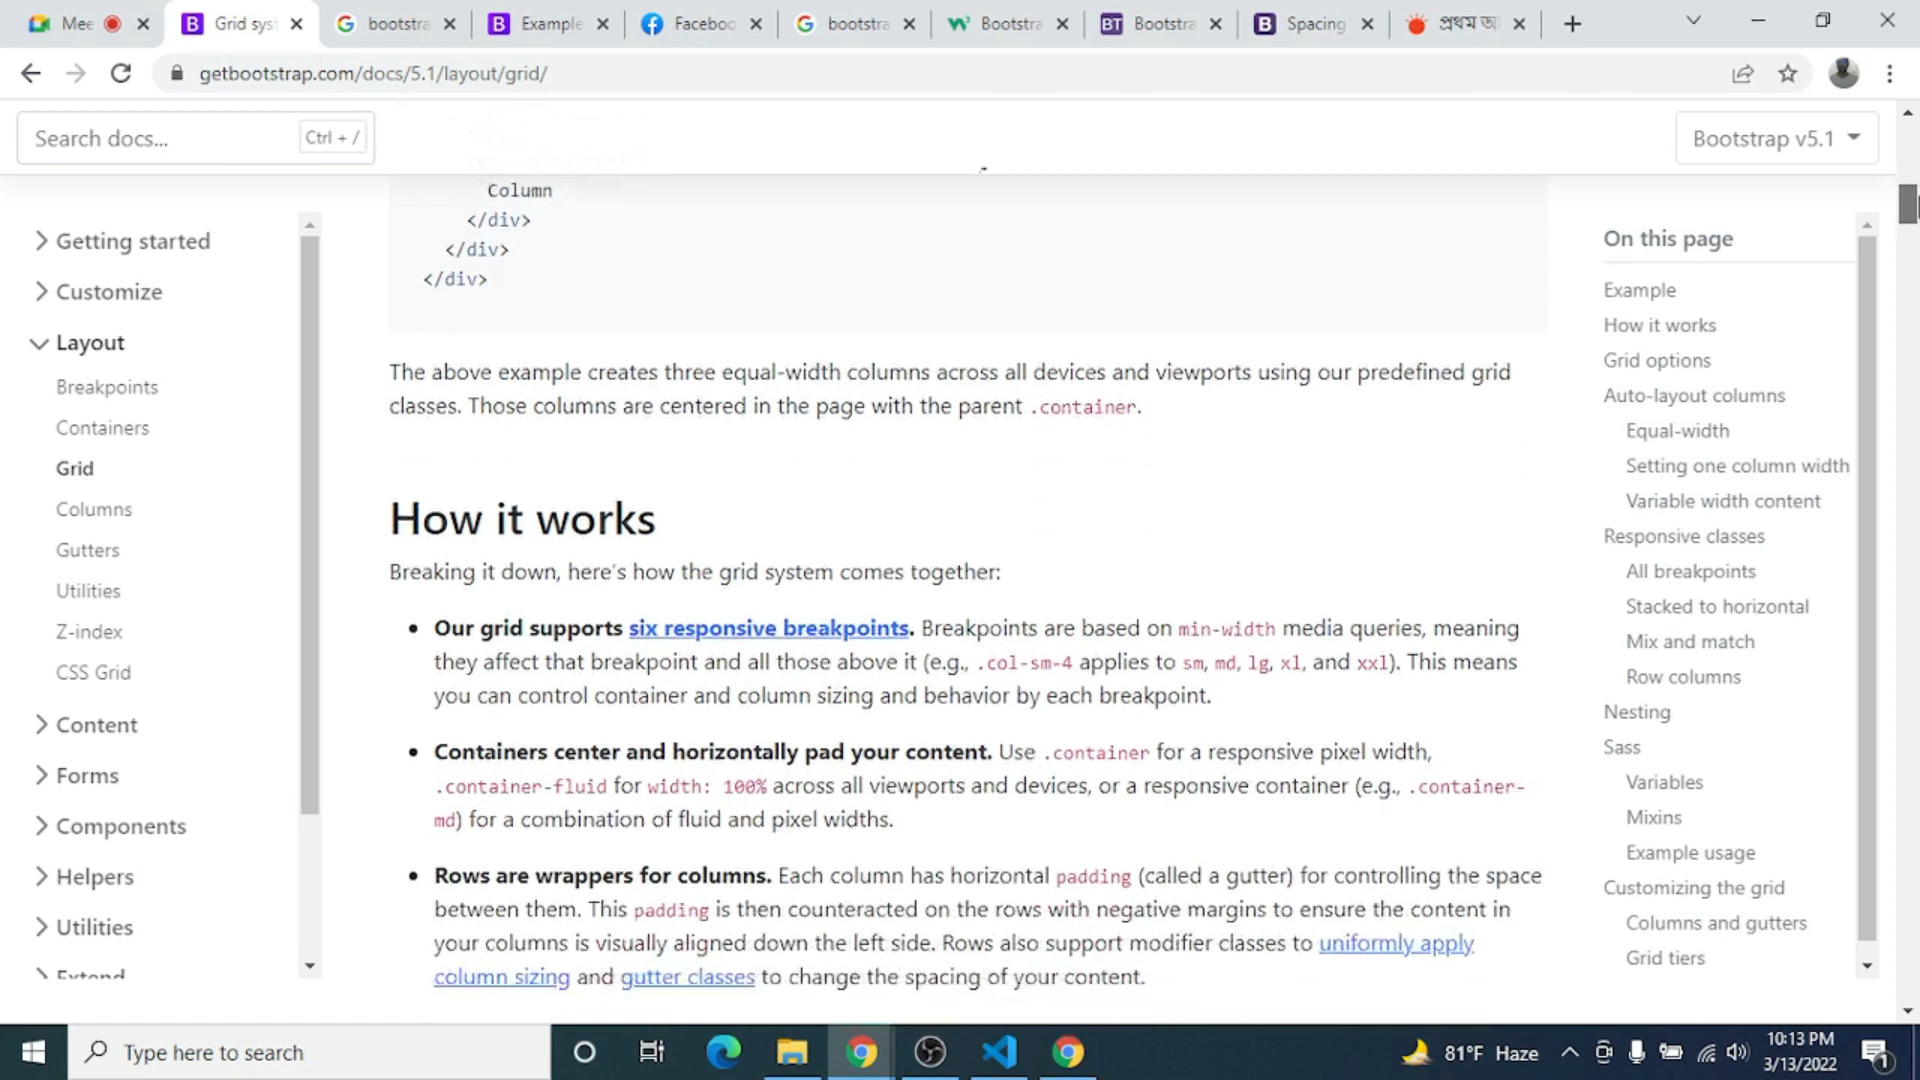 Mee
Grid sys
bootstra
Example
Faceboo
bootstra
Bootstra
Bootstra
Spacing
প্রথম আ
getbootstrap.com/docs/5.1/layout/grid/
Search docs...
Ctrl + /
Bootstrap v5.1
Getting started
Customize
Layout
Breakpoints
Containers
Grid
Columns
Gutters
Utilities
Z-index
CSS Grid
Content
Forms
Components
Helpers
Utilities
Extend
Column
</div>
</div>
</div>
The above example creates three equal-width columns across all devices and viewports using our predefined grid
classes. Those columns are centered in the page with the parent .container.
How it works
Breaking it down, here's how the grid system comes together:
• Our grid supports six responsive breakpoints. Breakpoints are based on min-width media queries, meaning
they affect that breakpoint and all those above it (e.g., .col-sm-4 applies to sm, md, lg, xl, and xxl). This means
you can control container and column sizing and behavior by each breakpoint.
• Containers center and horizontally pad your content. Use .container for a responsive pixel width,
.container-fluid for width: 100% across all viewports and devices, or a responsive container (e.g., .container-
md) for a combination of fluid and pixel widths.
• Rows are wrappers for columns. Each column has horizontal padding (called a gutter) for controlling the space
between them. This padding is then counteracted on the rows with negative margins to ensure the content in
your columns is visually aligned down the left side. Rows also support modifier classes to uniformly apply
column sizing and gutter classes to change the spacing of your content.
On this page
Example
How it works
Grid options
Auto-layout columns
Equal-width
Setting one column width
Variable width content
Responsive classes
All breakpoints
Stacked to horizontal
Mix and match
Row columns
Nesting
Sass
Variables
Mixins
Example usage
Customizing the grid
Columns and gutters
Grid tiers
Type here to search
81°F Haze
10:13 PM
3/13/2022
1